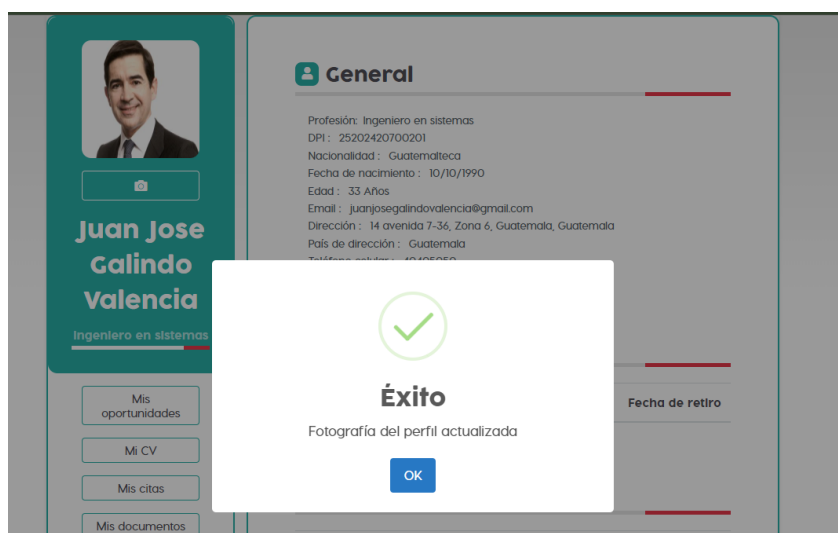 General
Profesión: Ingeniero en sistemas
DPI : 25202420700201
Nacionalidad : Guatemalteca
Fecha de nacimiento : 10/10/1990
Edad : 33 Años
Email : juanjosegalindovalencia@gmail.com
Dirección : 14 avenida 7-36, Zona 6, Guatemala, Guatemala
País de dirección : Guatemala
Juan Jose
Galindo
Valencia
Ingeniero en sistemas
Mis
oportunidades
Mi CV
Mis citas
Mis documentos
Éxito
Fotografía del perfil actualizada
OK
Fecha de retiro